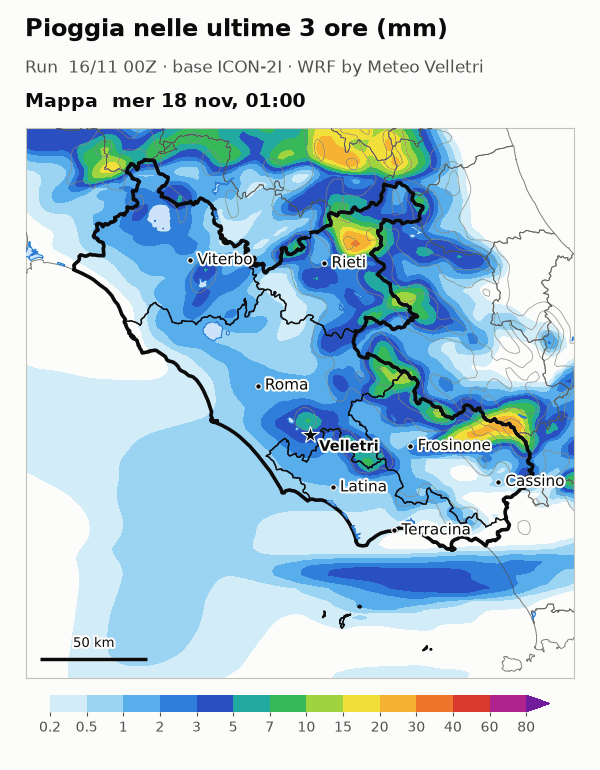 Pioggia nelle ultime 3 ore (mm)
Run 16/11 00Z · base ICON-2I · WRF by Meteo Velletri
Mappa mer 18 nov, 01:00
Viterbo
Rieti
Roma
Velletri
Frosinone
Latina
Cassino
Terracina
50 km
0.2 0.5 1 2 3 5 7 10 15 20 30 40 60 80